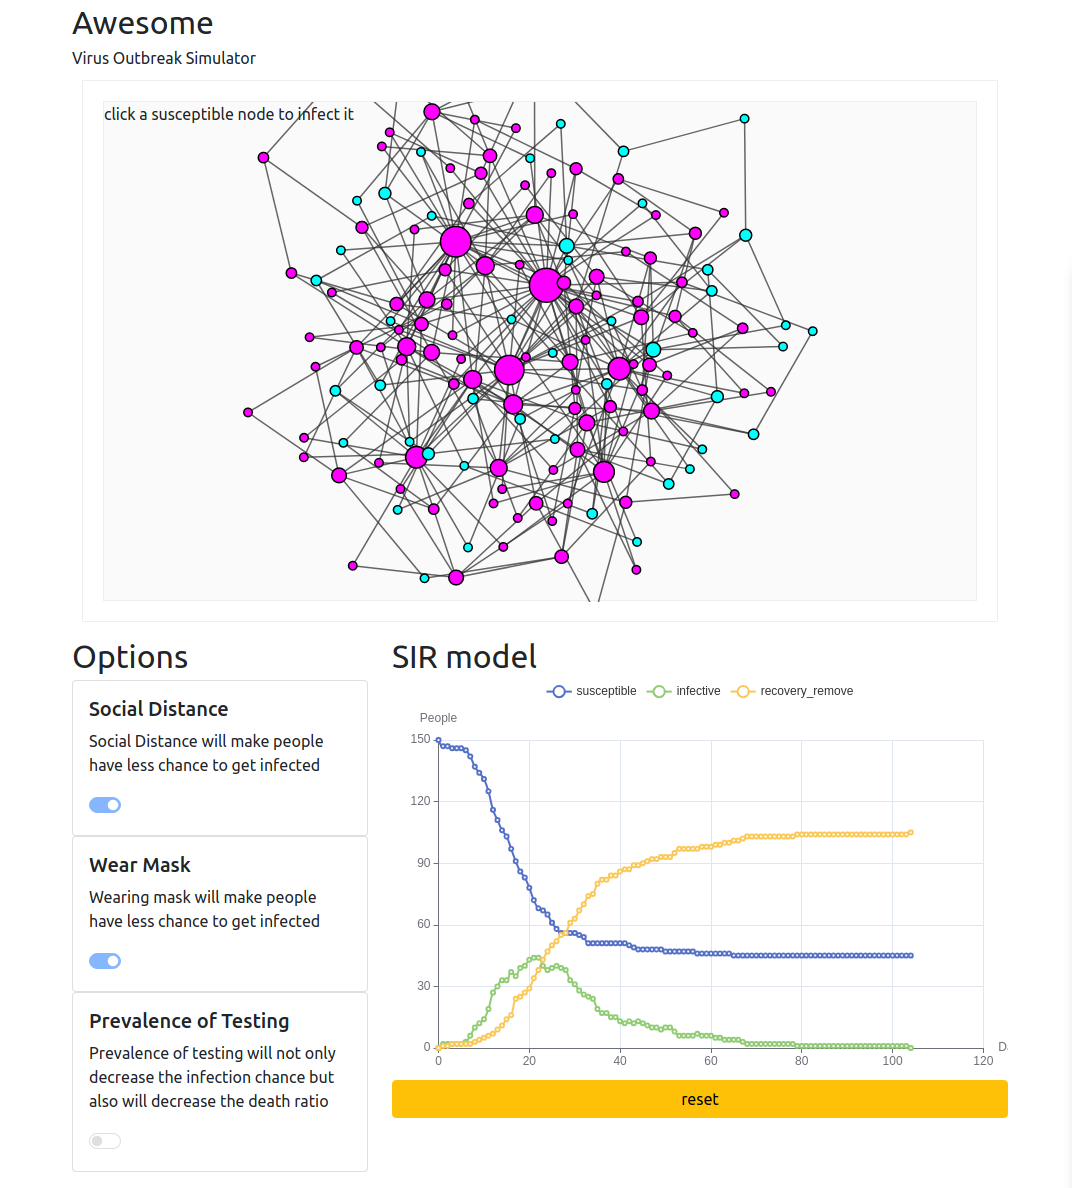 Awesome
Virus Outbreak Simulator
click a susceptible node to infect it
Options
Social Distance
Social Distance will make people
have less chance to get infected
Wear Mask
Wearing mask will make people
have less chance to get infected
Prevalence of Testing
Prevalence of testing will not only
decrease the infection chance but
also will decrease the death ratio
SIR model
susceptible infective recovery_remove
People
150
120
90
60
30
0
0 20 40 60 80 100 120
D
reset